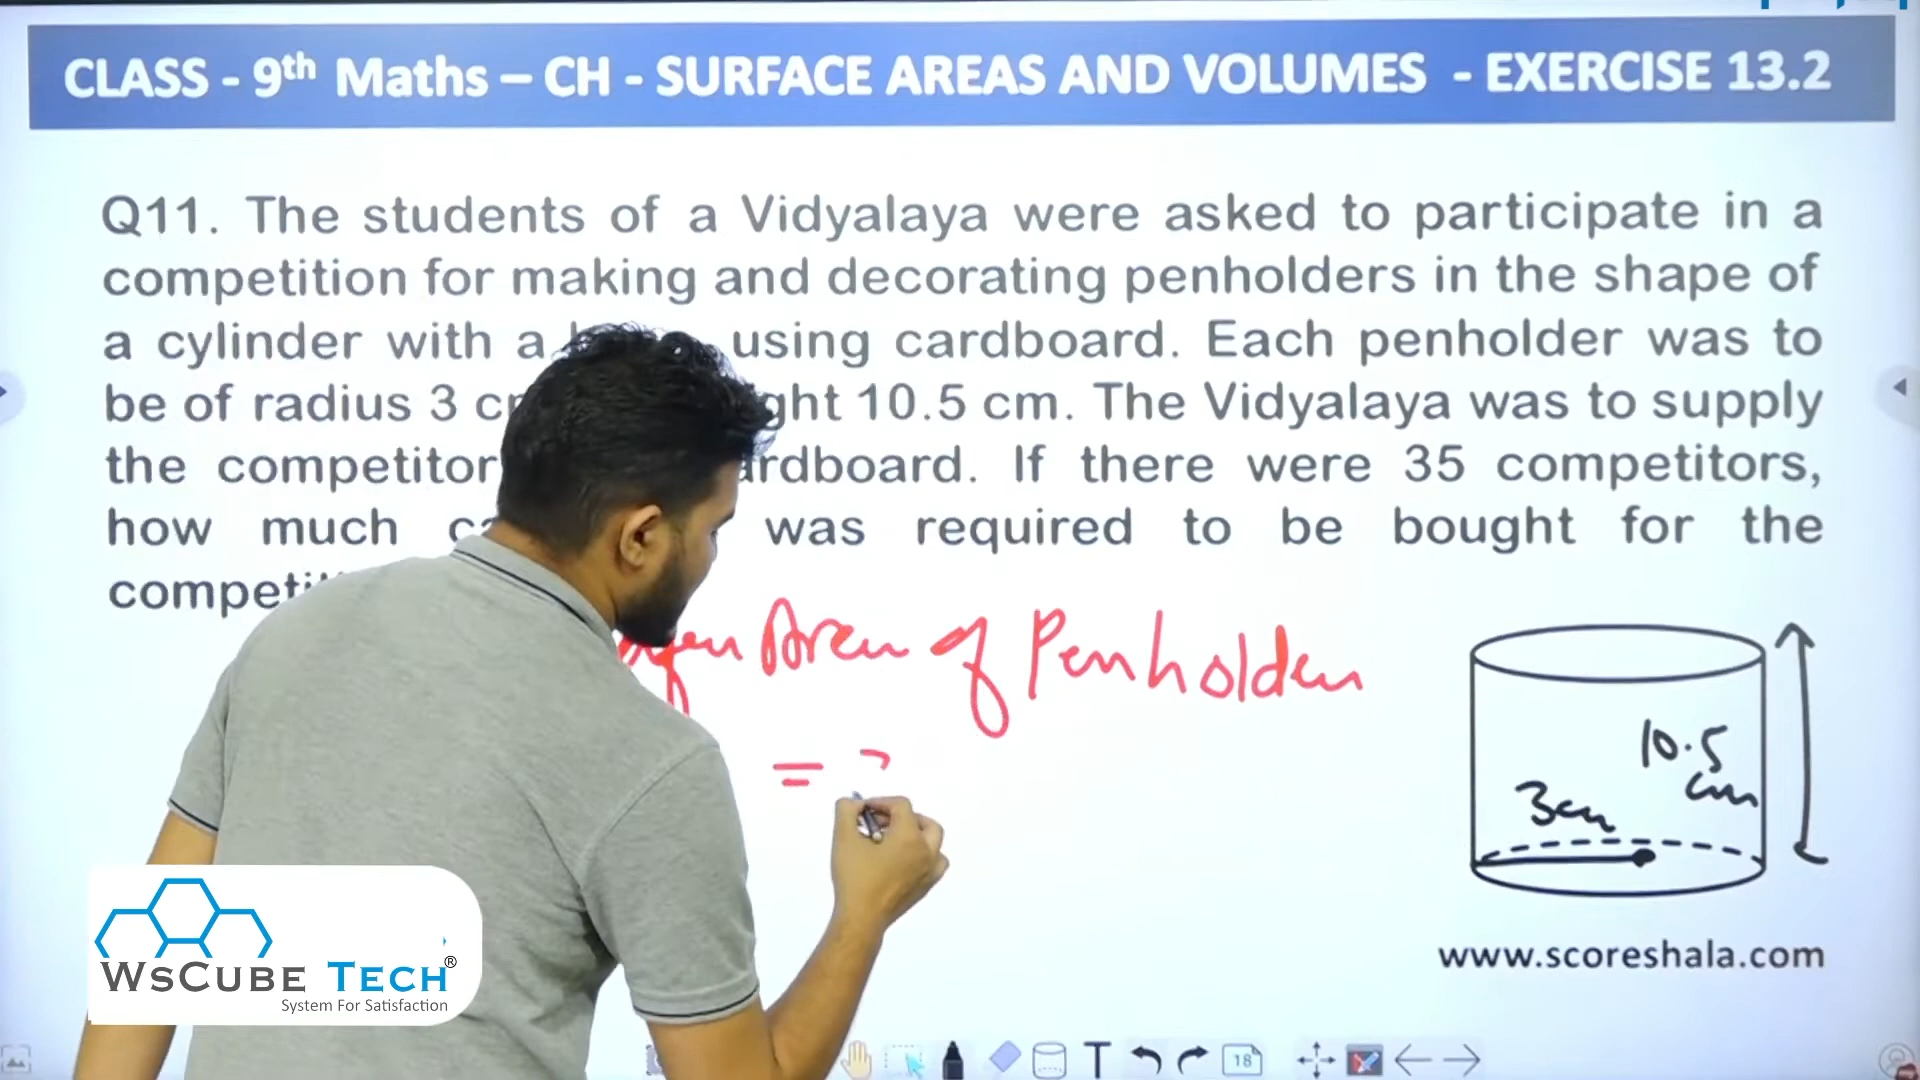 CLASS - 9th Maths – CH - SURFACE AREAS AND VOLUMES - EXERCISE 13.2
Q11. The students of a Vidyalaya were asked to participate in a
competition for making and decorating penholders in the shape of
a cylinder with a using cardboard. Each penholder was to
be of radius 3 10.5 cm. The Vidyalaya was to supply
the If there were 35 competitors,
how much was required to be bought for the
Area of Penholder
=
10.5
cm
3cm
www.scoreshala.com
WSCUBE TECH®
System For Satisfaction
T
18